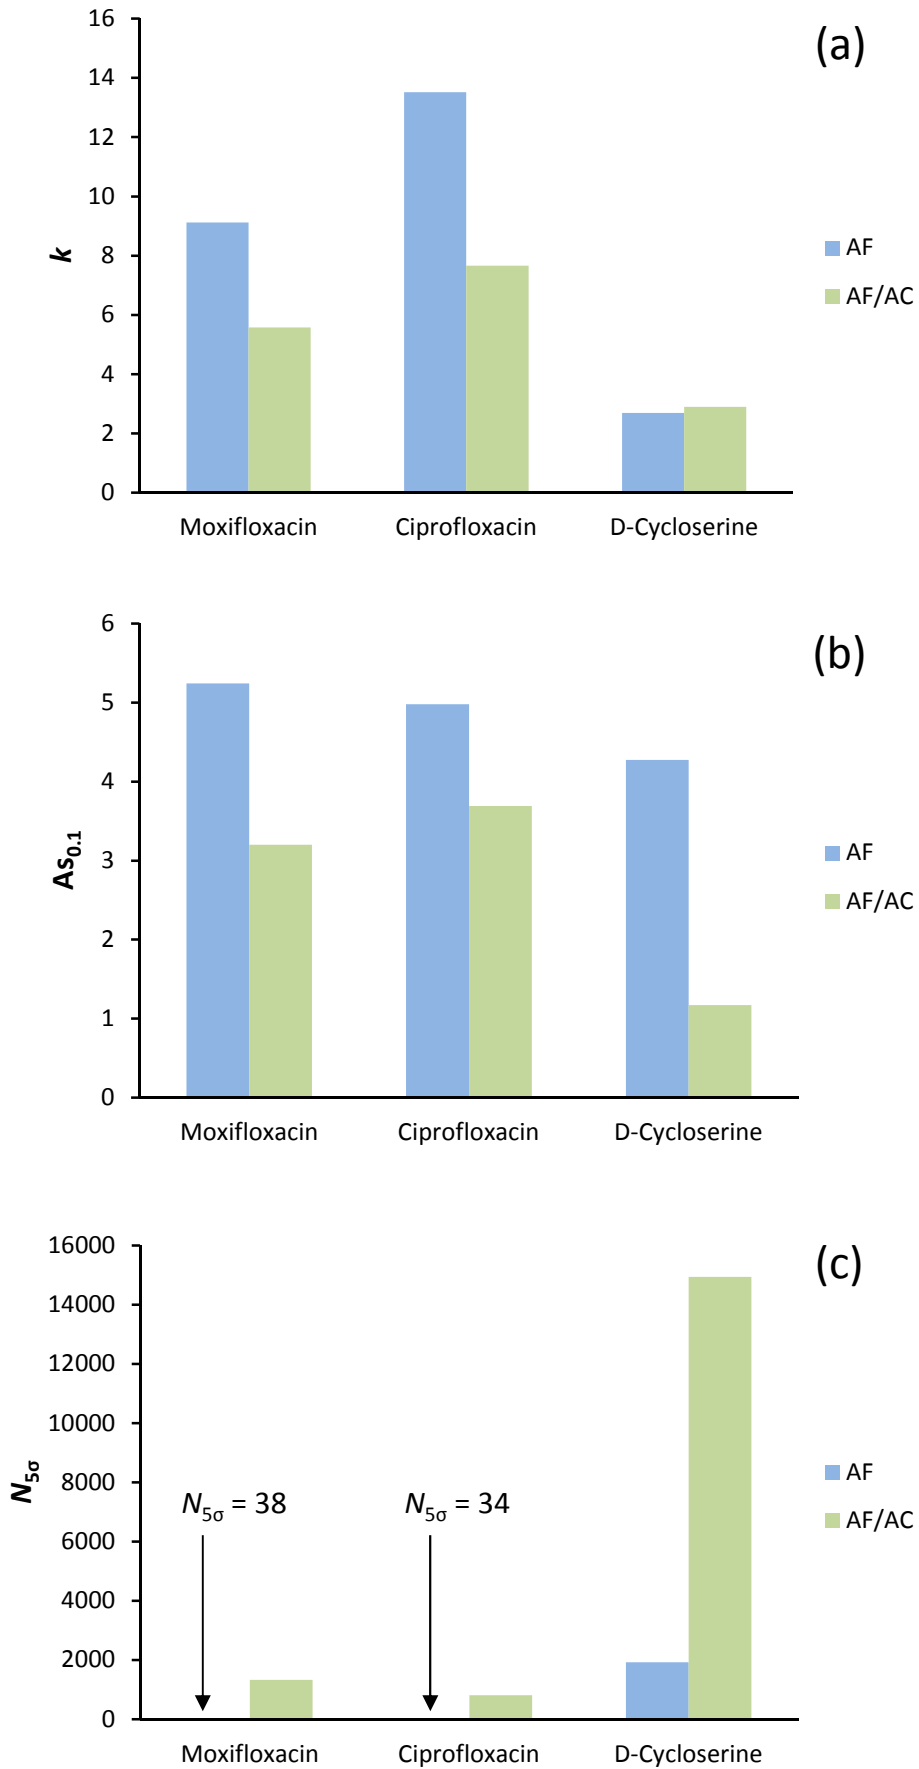 (a)
16
14
12
10
8
6
4
2
0
k
Moxifloxacin Ciprofloxacin D-Cycloserine
AF
AF/AC
(b)
6
5
4
3
2
1
0
As0.1
Moxifloxacin Ciprofloxacin D-Cycloserine
AF
AF/AC
(c)
16000
14000
12000
10000
8000
6000
4000
2000
0
N5σ
N5σ = 38 N5σ = 34
Moxifloxacin Ciprofloxacin D-Cycloserine
AF
AF/AC